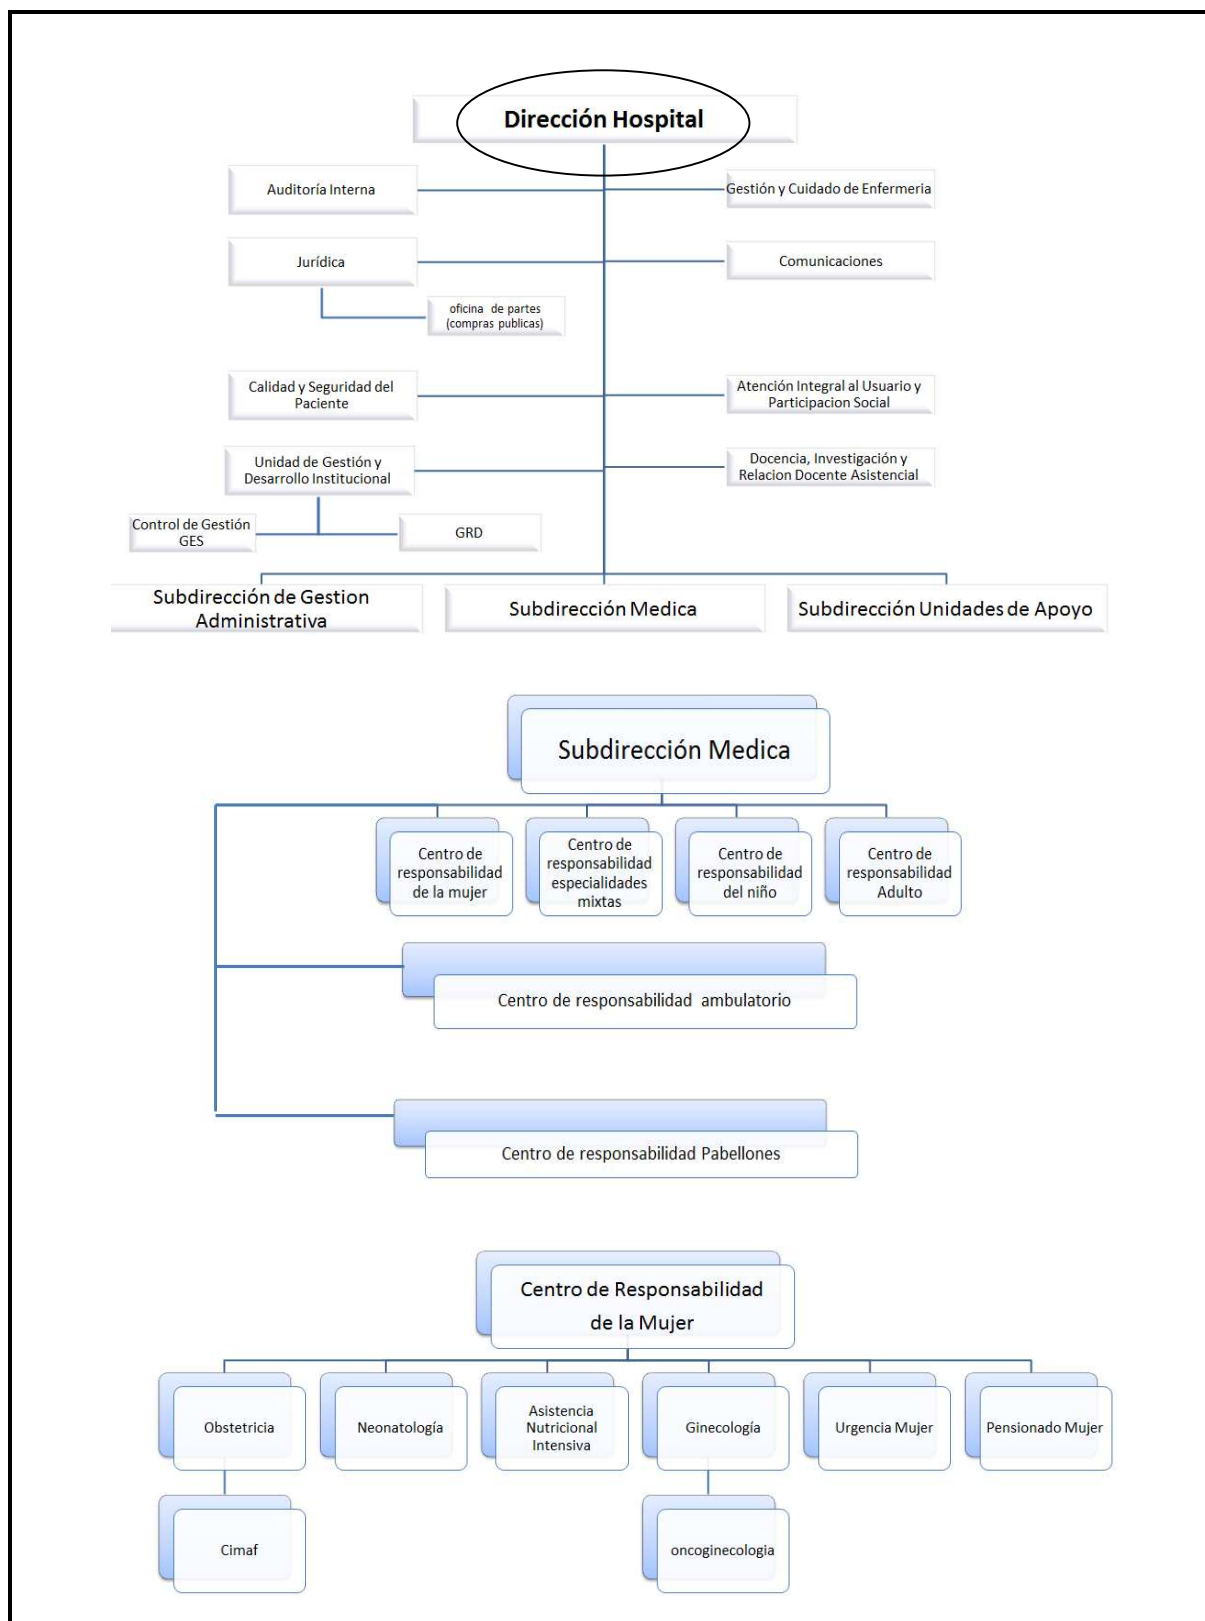 Dirección Hospital
Auditoría Interna
Gestión y Cuidado de Enfermeria
Jurídica
Comunicaciones
oficina de partes
(compras publicas)
Calidad y Seguridad del
Paciente
Atención Integral al Usuario y
Participacion Social
Unidad de Gestión y
Desarrollo Institucional
Docencia, Investigación y
Relacion Docente Asistencial
Control de Gestión
GES
GRD
Subdirección de Gestion
Administrativa
Subdirección Medica
Subdirección Unidades de Apoyo
Subdirección Medica
Centro de
responsabilidad
de la mujer
Centro de
responsabilidad
especialidades
mixtas
Centro de
responsabilidad
del niño
Centro de
responsabilidad
Adulto
Centro de responsabilidad ambulatorio
Centro de responsabilidad Pabellones
Centro de Responsabilidad
de la Mujer
Obstetricia
Neonatología
Asistencia
Nutricional
Intensiva
Ginecología
Urgencia Mujer
Pensionado Mujer
Cimaf
oncoginecologia